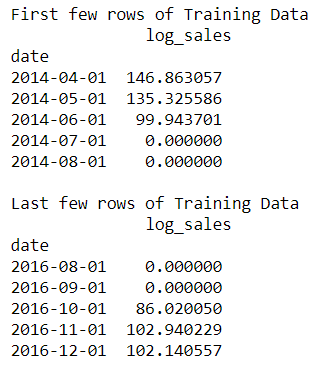 First few rows of Training Data
log_sales
date
2014-04-01 146.863057
2014-05-01 135.325586
2014-06-01 99.943701
2014-07-01 0.000000
2014-08-01 0.000000
Last few rows of Training Data
log_sales
date
2016-08-01 0.000000
2016-09-01 0.000000
2016-10-01 86.020050
2016-11-01 102.940229
2016-12-01 102.140557